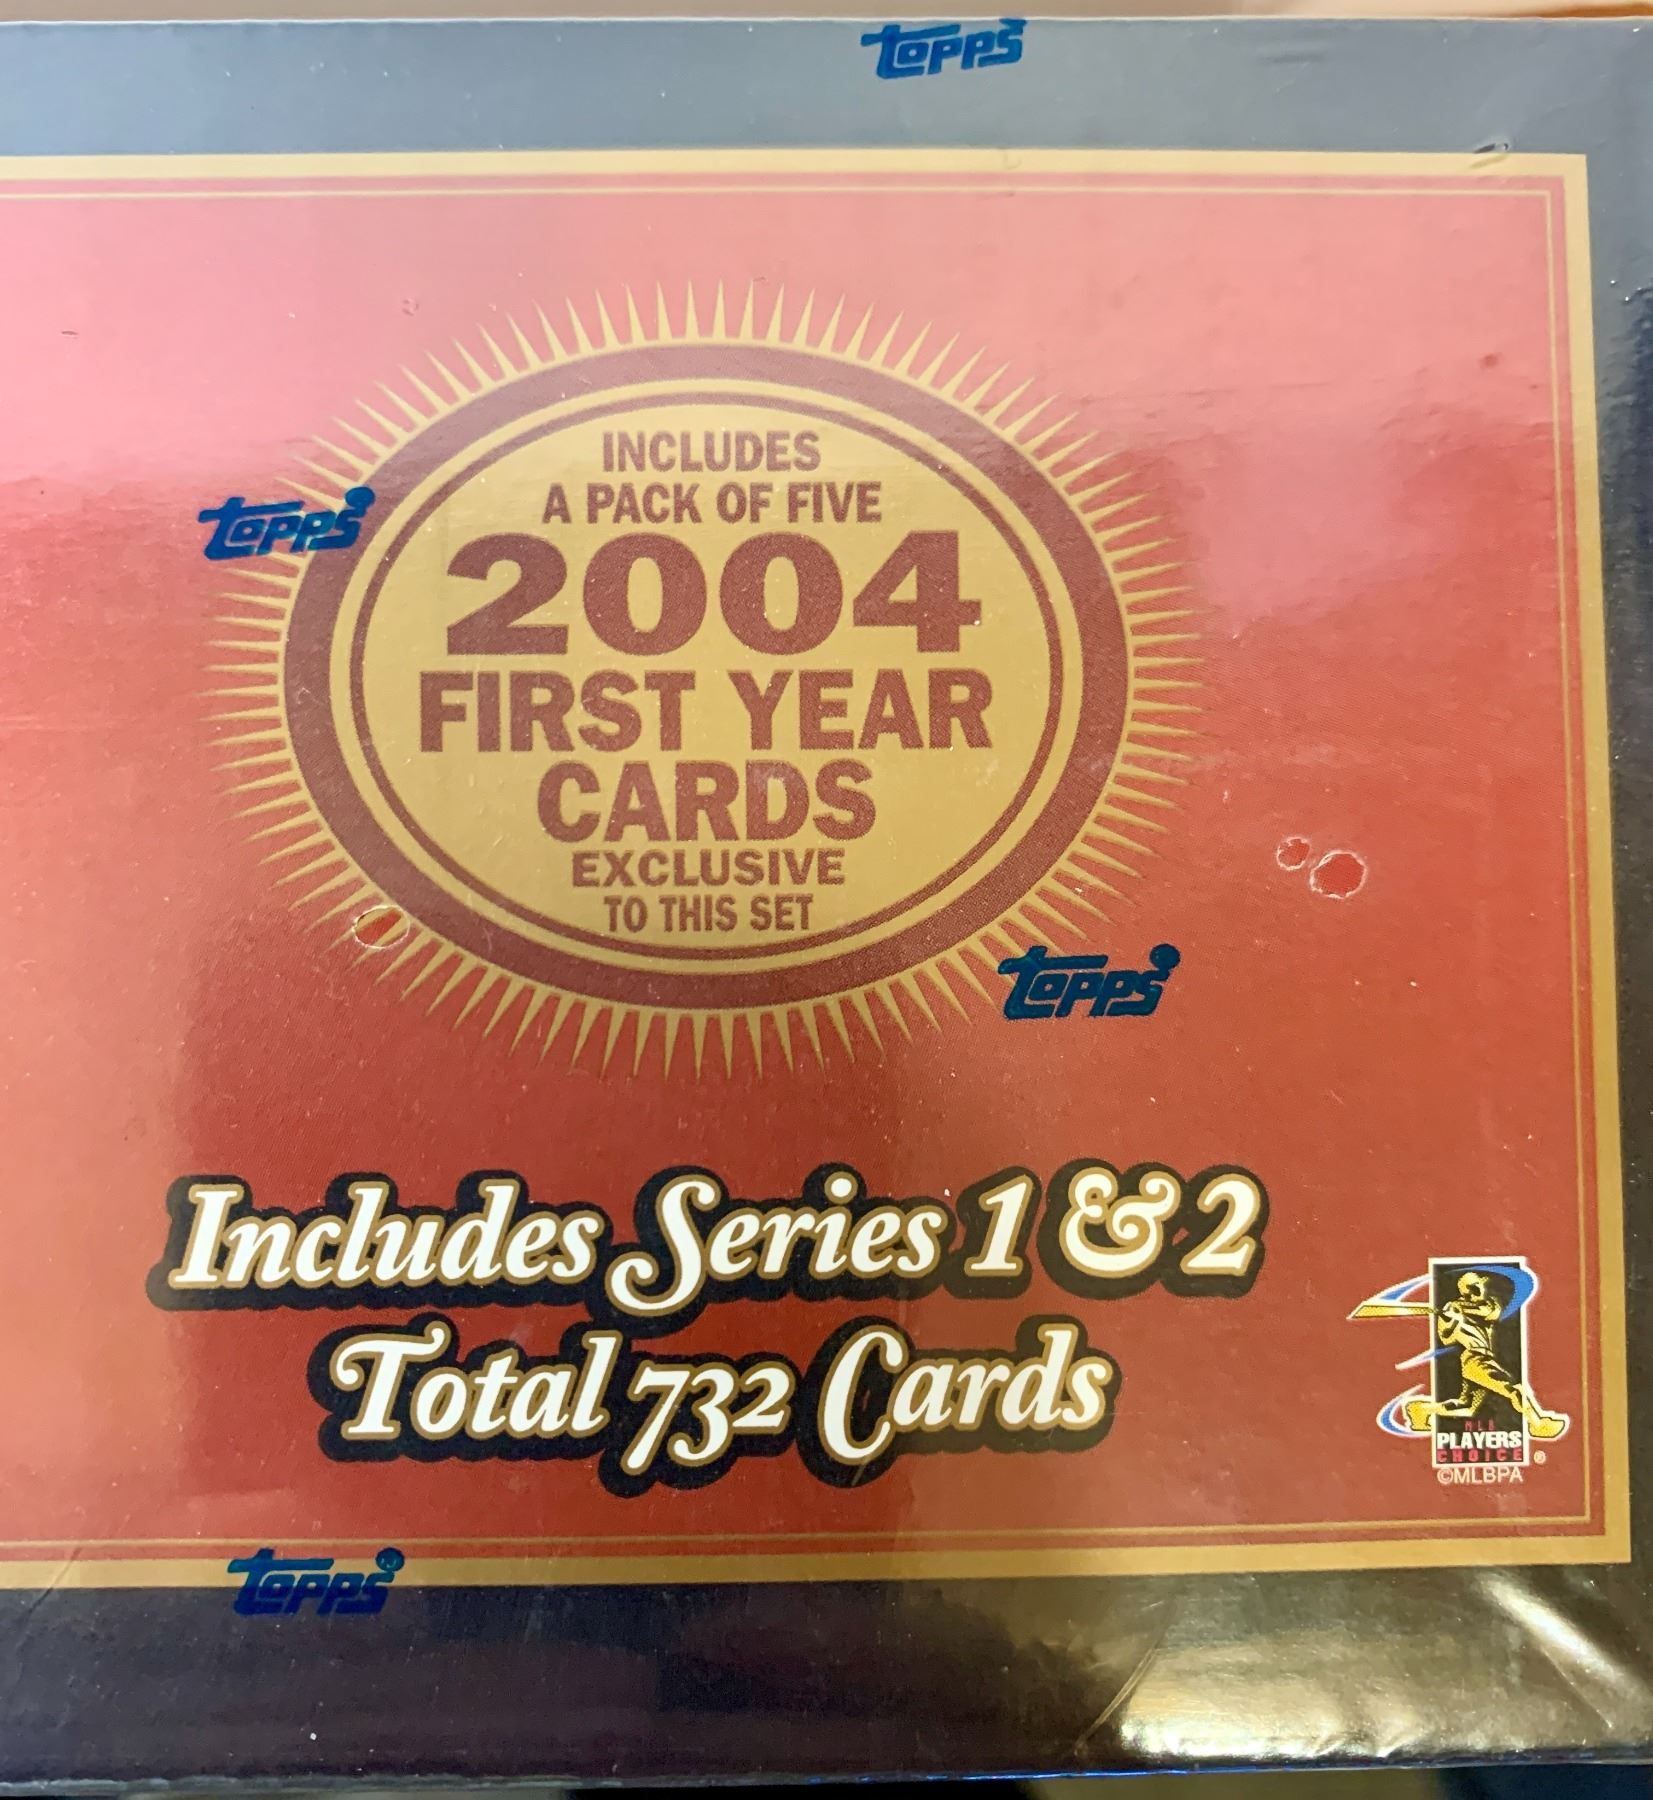 topps
INCLUDES
A PACK OF FIVE
topps
2004
FIRST YEAR
CARDS
EXCLUSIVE
TO THIS SET
topps
Includes Series 1 & 2
Total 732 Cards
MLB
PLAYERS
CHOICE ®
©MLBPA
topps